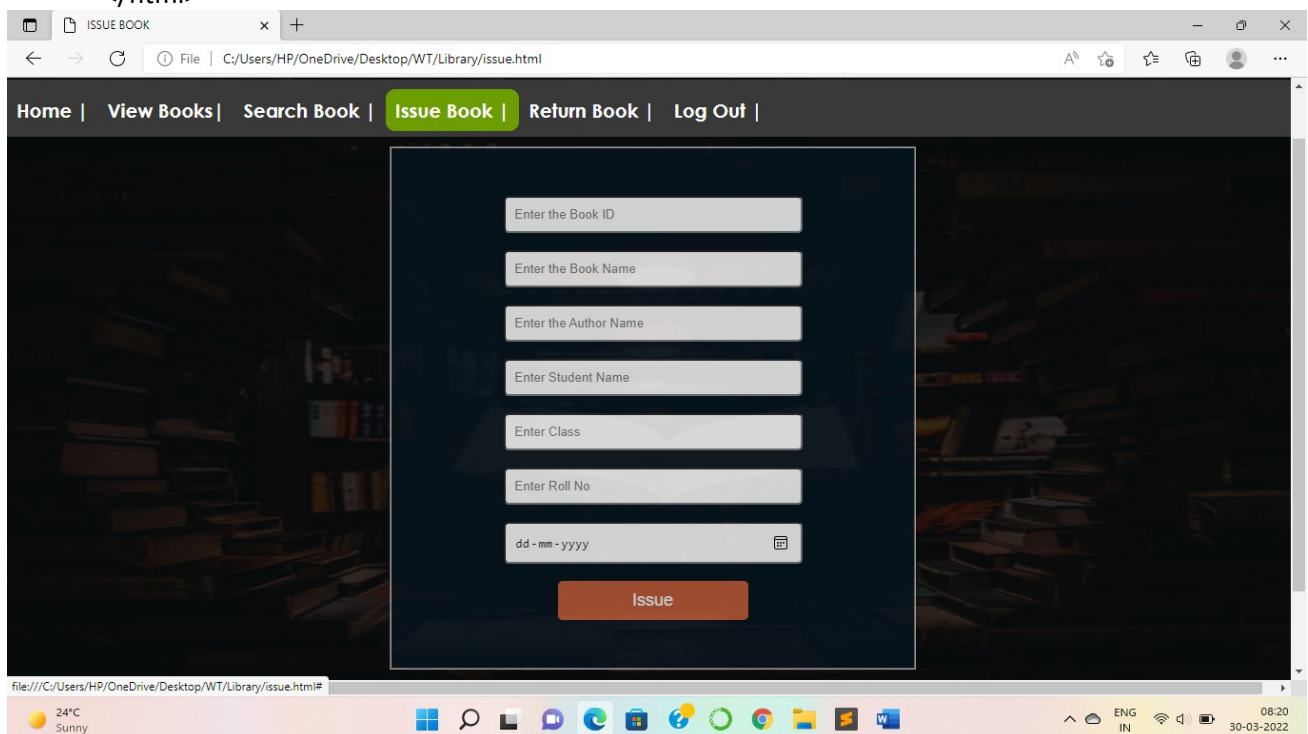 </html>
ISSUE BOOK
File | C:/Users/HP/OneDrive/Desktop/WT/Library/issue.html
Home | View Books| Search Book | Issue Book | Return Book | Log Out |
Enter the Book ID
Enter the Book Name
Enter the Author Name
Enter Student Name
Enter Class
Enter Roll No
dd-mm-yyyy
Issue
file:///C:/Users/HP/OneDrive/Desktop/WT/Library/issue.html#
24°C
Sunny
ENG
IN
08:20
30-03-2022